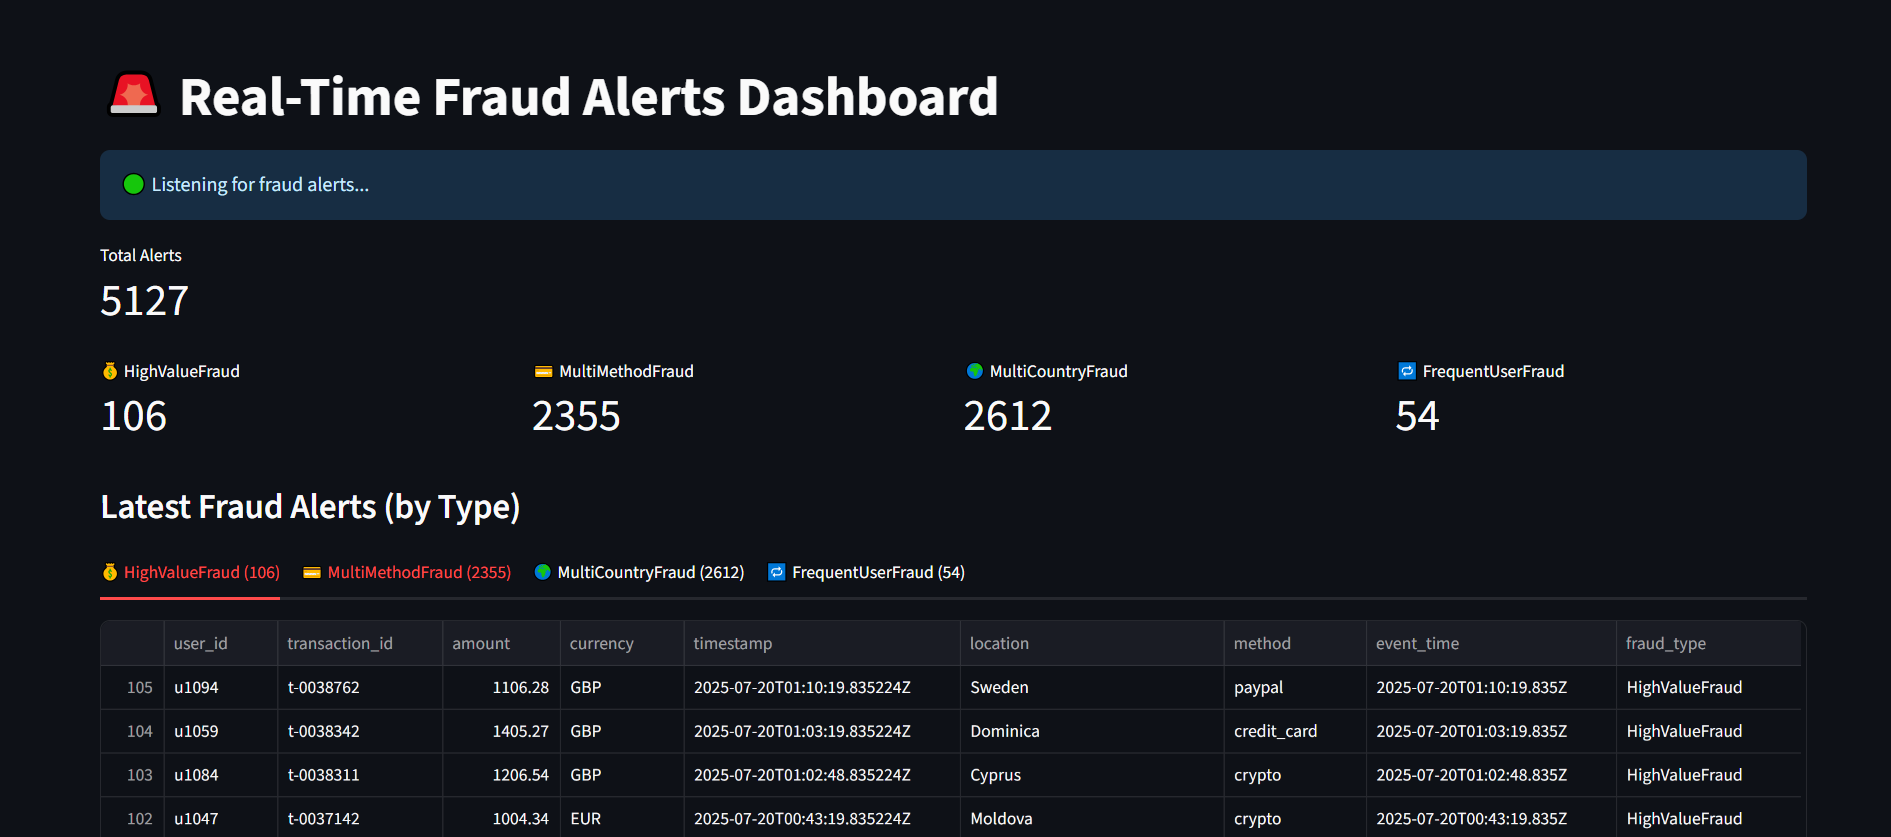 Real-Time Fraud Alerts Dashboard
Listening for fraud alerts...
Total Alerts
5127
HighValueFraud MultiMethodFraud MultiCountryFraud FrequentUserFraud
106 2355 2612 54
Latest Fraud Alerts (by Type)
HighValueFraud (106) MultiMethodFraud (2355) MultiCountryFraud (2612) FrequentUserFraud (54)
user_id transaction_id amount currency timestamp location method event_time fraud_type
105 u1094 t-0038762 1106.28 GBP 2025-07-20T01:10:19.835224Z Sweden paypal 2025-07-20T01:10:19.835Z HighValueFraud
104 u1059 t-0038342 1405.27 GBP 2025-07-20T01:03:19.835224Z Dominica credit_card 2025-07-20T01:03:19.835Z HighValueFraud
103 u1084 t-0038311 1206.54 GBP 2025-07-20T01:02:48.835224Z Cyprus crypto 2025-07-20T01:02:48.835Z HighValueFraud
102 u1047 t-0037142 1004.34 EUR 2025-07-20T00:43:19.835224Z Moldova crypto 2025-07-20T00:43:19.835Z HighValueFraud